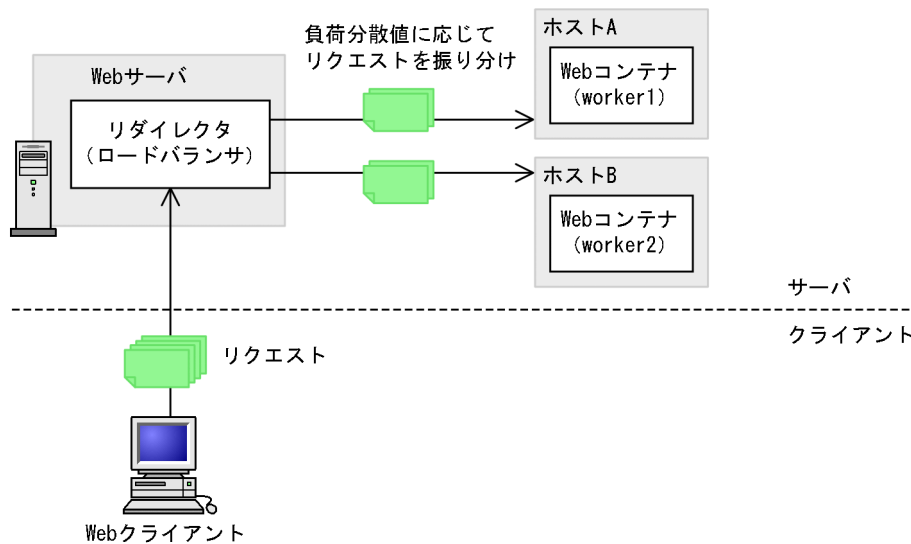 負荷分散値に応じて
リクエストを振り分け
ホストA
Webコンテナ
(worker1)
Webサーバ
リダイレクタ
(ロードバランサ)
ホストB
Webコンテナ
(worker2)
サーバ
クライアント
リクエスト
Webクライアント